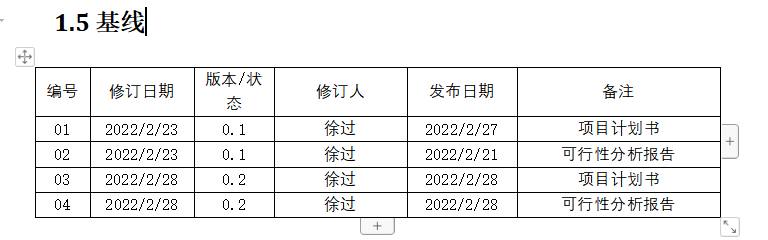 1.5 基线
编号 修订日期 版本/状态 修订人 发布日期 备注
01 2022/2/23 0.1 徐过 2022/2/27 项目计划书
02 2022/2/23 0.1 徐过 2022/2/21 可行性分析报告
03 2022/2/28 0.2 徐过 2022/2/28 项目计划书
04 2022/2/28 0.2 徐过 2022/2/28 可行性分析报告